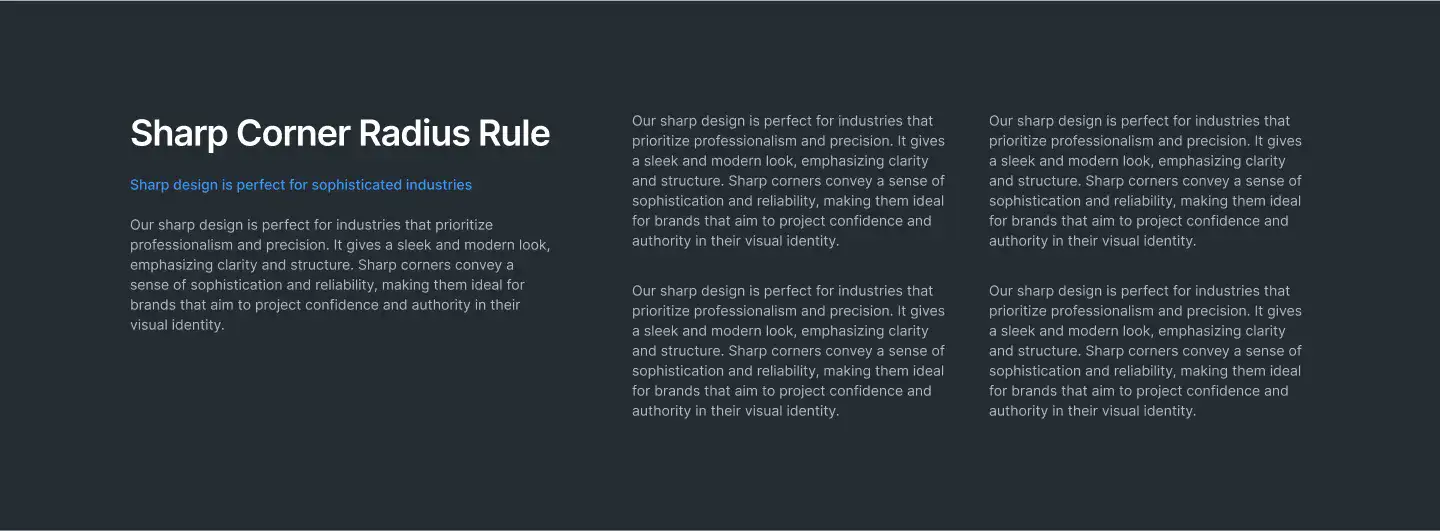 Sharp Corner Radius Rule
Sharp design is perfect for sophisticated industries
Our sharp design is perfect for industries that prioritize
professionalism and precision. It gives a sleek and modern look,
emphasizing clarity and structure. Sharp corners convey a
sense of sophistication and reliability, making them ideal for
brands that aim to project confidence and authority in their
visual identity.
Our sharp design is perfect for industries that
prioritize professionalism and precision. It gives
a sleek and modern look, emphasizing clarity
and structure. Sharp corners convey a sense of
sophistication and reliability, making them ideal
for brands that aim to project confidence and
authority in their visual identity.
Our sharp design is perfect for industries that
prioritize professionalism and precision. It gives
a sleek and modern look, emphasizing clarity
and structure. Sharp corners convey a sense of
sophistication and reliability, making them ideal
for brands that aim to project confidence and
authority in their visual identity.
Our sharp design is perfect for industries that
prioritize professionalism and precision. It gives
a sleek and modern look, emphasizing clarity
and structure. Sharp corners convey a sense of
sophistication and reliability, making them ideal
for brands that aim to project confidence and
authority in their visual identity.
Our sharp design is perfect for industries that
prioritize professionalism and precision. It gives
a sleek and modern look, emphasizing clarity
and structure. Sharp corners convey a sense of
sophistication and reliability, making them ideal
for brands that aim to project confidence and
authority in their visual identity.